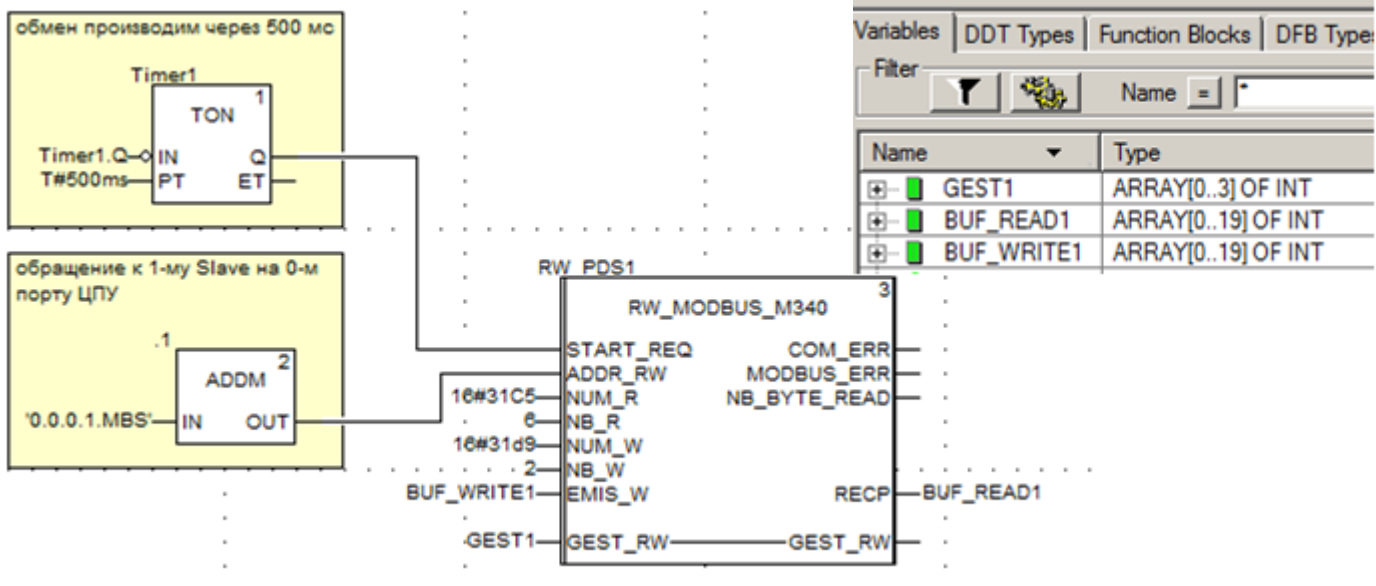 обмен производим через 500 мс
Timer1
1
TON
Timer1.Q IN Q
T#500ms PT ET
обращение к 1-му Slave на 0-м
порту ЦПУ
.1
2
ADDM
'0.0.0.1.MBS' IN OUT
RW_PDS1
3
RW_MODBUS_M340
START_REQ COM_ERR
ADDR_RW MODBUS_ERR
16#31C5 NUM_R NB_BYTE_READ
6 NB_R
16#31d9 NUM_W
2 NB_W
BUF_WRITE1 EMIS_W RECP BUF_READ1
GEST1 GEST_RW GEST_RW
Variables DDT Types Function Blocks DFB Types
Filter
Name = *
Name Type
GEST1 ARRAY[0..3] OF INT
BUF_READ1 ARRAY[0..19] OF INT
BUF_WRITE1 ARRAY[0..19] OF INT